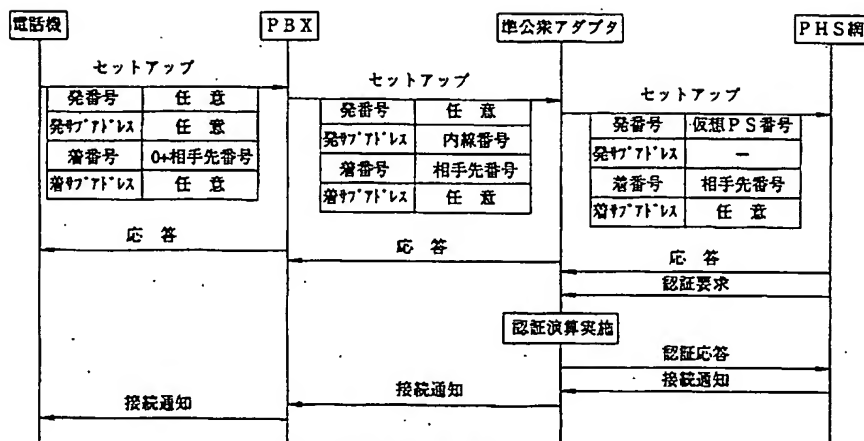 電話機
PBX
準公衆アダプタ
PHS網
セットアップ
発番号 任意
発サブアドレス 任意
着番号 0+相手先番号
着サブアドレス 任意
セットアップ
発番号 任意
発サブアドレス 内線番号
着番号 相手先番号
着サブアドレス 任意
セットアップ
発番号 仮想PS番号
発サブアドレス ー
着番号 相手先番号
着サブアドレス 任意
応答
応答
応答
認証要求
認証演算実施
認証応答
接続通知
接続通知
接続通知